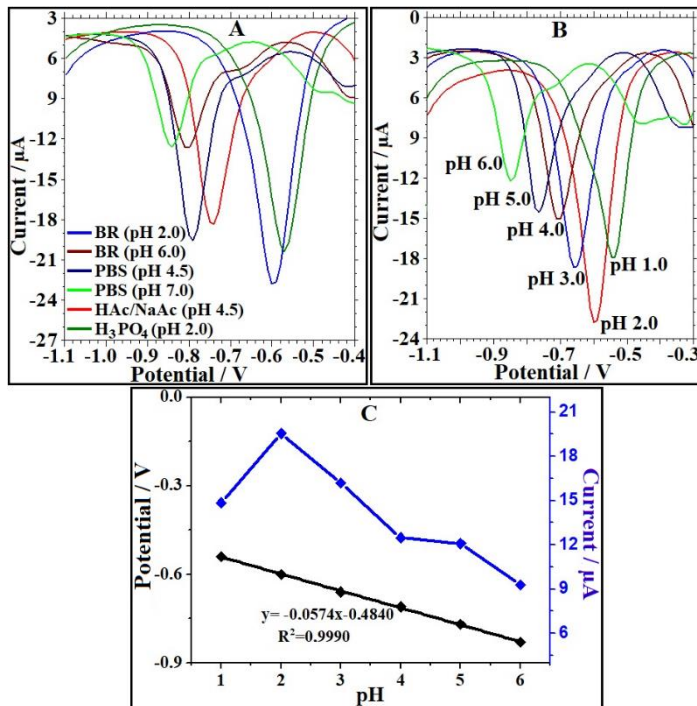 A
Current / µA
3
-3
-6
-9
-12
-15
-18
-21
-24
-27
BR (pH 2.0)
BR (pH 6.0)
PBS (pH 4.5)
PBS (pH 7.0)
HAc/NaAc (pH 4.5)
H₃PO₄ (pH 2.0)
-1.1 -1.0 -0.9 -0.8 -0.7 -0.6 -0.5 -0.4
Potential / V
B
Current / µA
3
0
-3
-6
-9
-12
-15
-18
-21
-24
pH 6.0
pH 5.0
pH 4.0
pH 3.0
pH 2.0
pH 1.0
-1.1 -0.9 -0.7 -0.5 -0.3
Potential / V
C
Potential / V
0.0
-0.3
-0.6
-0.9
y= -0.0574x-0.4840
R²=0.9990
21
18
15
12
9
6
Current / µA
1 2 3 4 5 6
pH